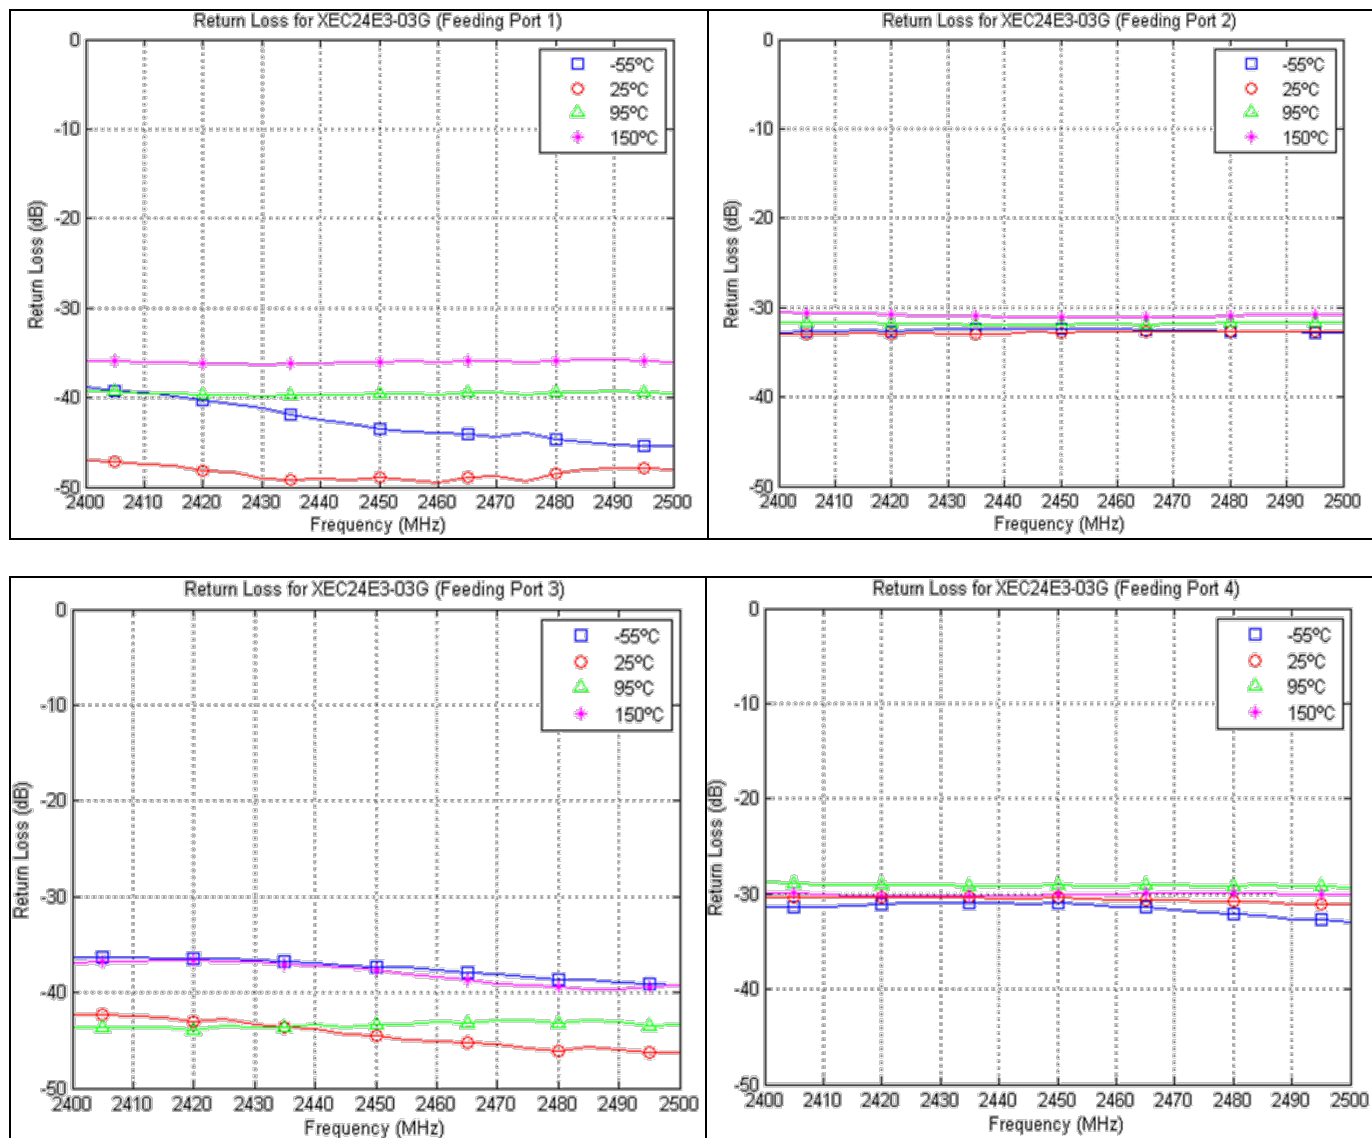 Return Loss for XEC24E3-03G (Feeding Port 1)
0
-10
-20
-30
-40
-50
Return Loss (dB)
-55ºC
25ºC
95ºC
150ºC
2400 2410 2420 2430 2440 2450 2460 2470 2480 2490 2500
Frequency (MHz)
Return Loss for XEC24E3-03G (Feeding Port 2)
0
-10
-20
-30
-40
-50
Return Loss (dB)
-55ºC
25ºC
95ºC
150ºC
2400 2410 2420 2430 2440 2450 2460 2470 2480 2490 2500
Frequency (MHz)
Return Loss for XEC24E3-03G (Feeding Port 3)
0
-10
-20
-30
-40
-50
Return Loss (dB)
-55ºC
25ºC
95ºC
150ºC
2400 2410 2420 2430 2440 2450 2460 2470 2480 2490 2500
Frequency (MHz)
Return Loss for XEC24E3-03G (Feeding Port 4)
0
-10
-20
-30
-40
-50
Return Loss (dB)
-55ºC
25ºC
95ºC
150ºC
2400 2410 2420 2430 2440 2450 2460 2470 2480 2490 2500
Frequency (MHz)